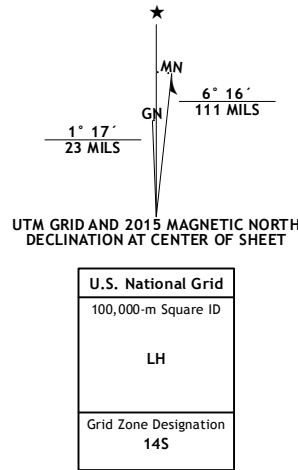 ★
MN
GN
6° 16´
111 MILS
1° 17´
23 MILS
UTM GRID AND 2015 MAGNETIC NORTH
DECLINATION AT CENTER OF SHEET
U.S. National Grid
100,000-m Square ID
LH
Grid Zone Designation
14S